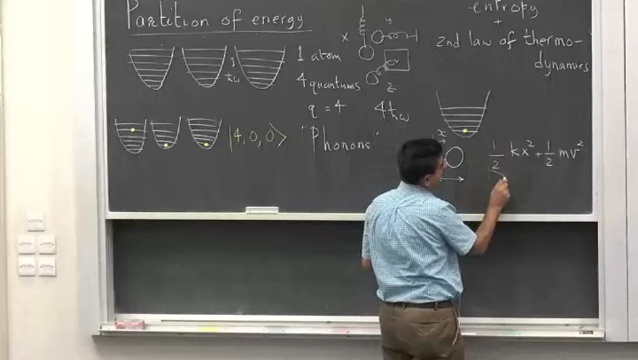 Partition of energy
1 atom
4 quantums
q = 4
4ħω
ħω
|4,0,0>
"Phonons"
x
y
z
entropy
+
2nd law of thermo-
dynamics
x
1/2 kx² + 1/2 mv²